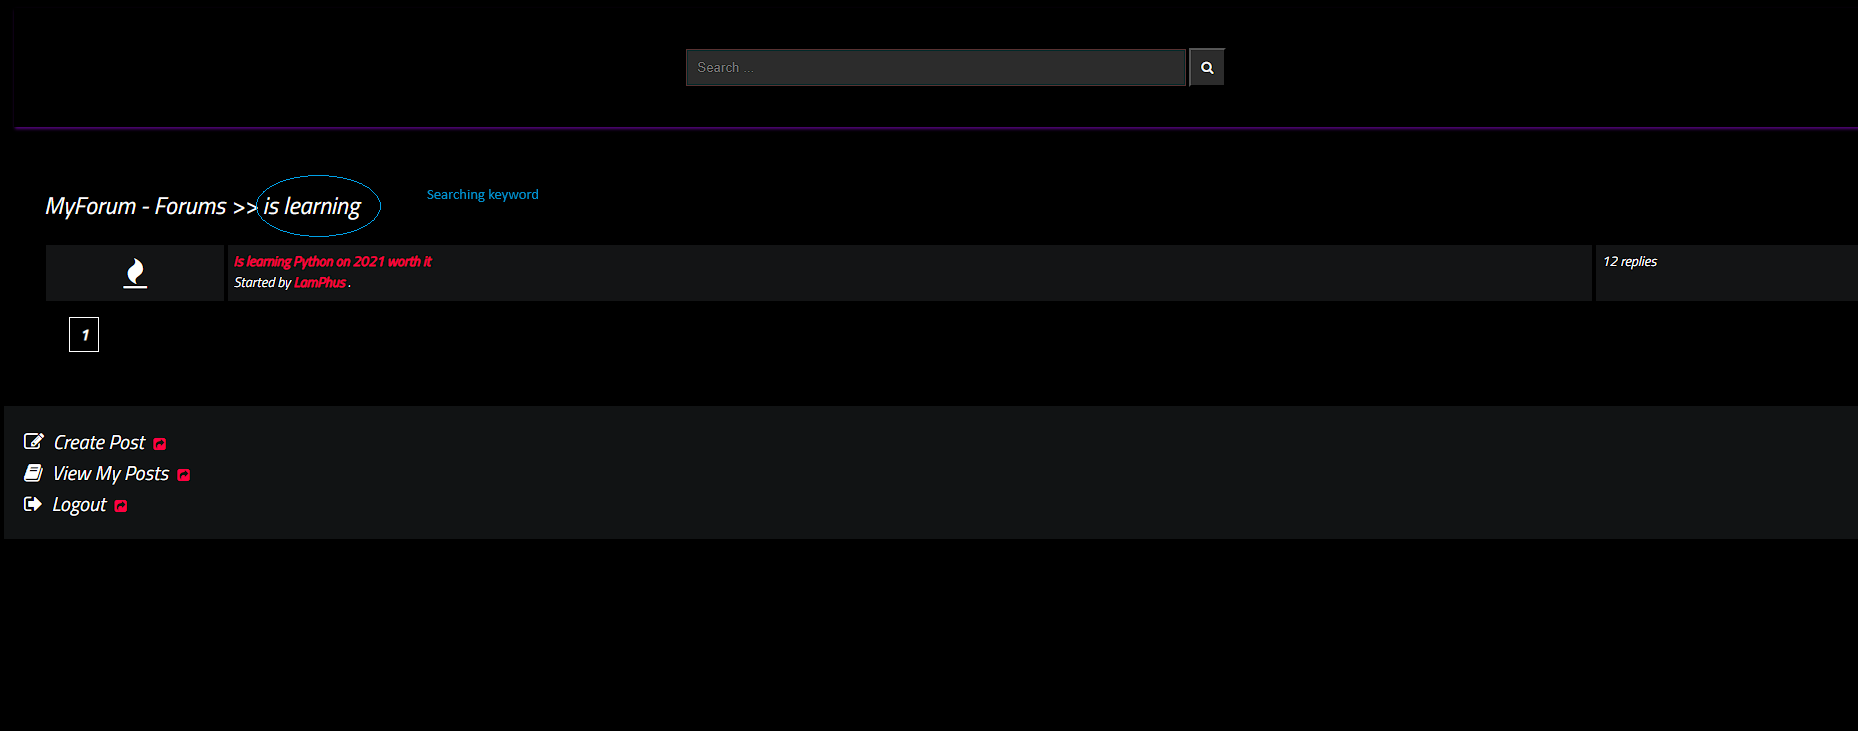 Search ...
MyForum - Forums >> is learning
Searching keyword
Is learning Python on 2021 worth it
Started by LamPhus .
12 replies
1
Create Post
View My Posts
Logout